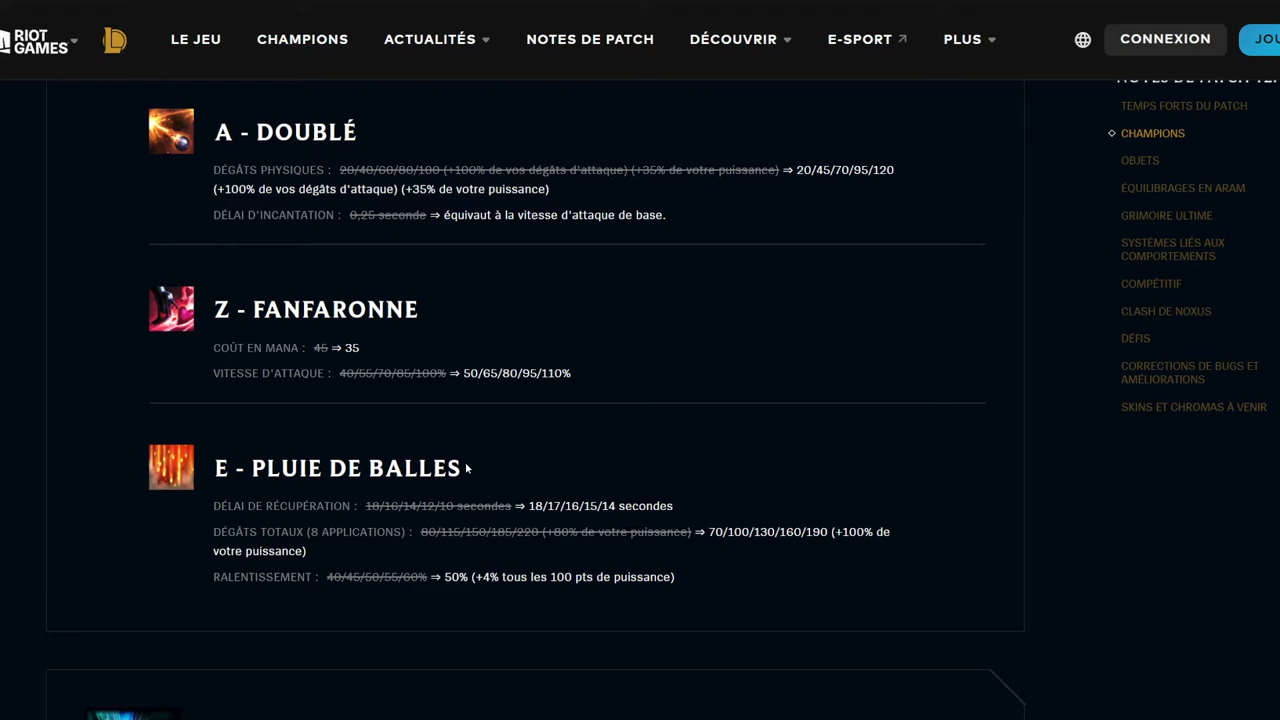 RIOT GAMES
LE JEU CHAMPIONS ACTUALITÉS NOTES DE PATCH DÉCOUVRIR E-SPORT PLUS CONNEXION
A - DOUBLÉ
DÉGÂTS PHYSIQUES : 20/40/60/80/100 (+100% de vos dégâts d'attaque) (+35% de votre puissance) ⇒ 20/45/70/95/120
(+100% de vos dégâts d'attaque) (+35% de votre puissance)
DÉLAI D'INCANTATION : 0,25 seconde ⇒ équivaut à la vitesse d'attaque de base.
Z - FANFARONNE
COÛT EN MANA : 45 ⇒ 35
VITESSE D'ATTAQUE : 40/55/70/85/100% ⇒ 50/65/80/95/110%
E - PLUIE DE BALLES
DÉLAI DE RÉCUPÉRATION : 18/16/14/12/10 secondes ⇒ 18/17/16/15/14 secondes
DÉGÂTS TOTAUX (8 APPLICATIONS) : 80/115/150/185/220 (+80% de votre puissance) ⇒ 70/100/130/160/190 (+100% de
votre puissance)
RALENTISSEMENT : 40/45/50/55/60% ⇒ 50% (+4% tous les 100 pts de puissance)
TEMPS FORTS DU PATCH
CHAMPIONS
OBJETS
ÉQUILIBRAGES EN ARAM
GRIMOIRE ULTIME
SYSTÈMES LIÉS AUX
COMPORTEMENTS
COMPÉTITIF
CLASH DE NOXUS
DÉFIS
CORRECTIONS DE BUGS ET
AMÉLIORATIONS
SKINS ET CHROMAS À VENIR